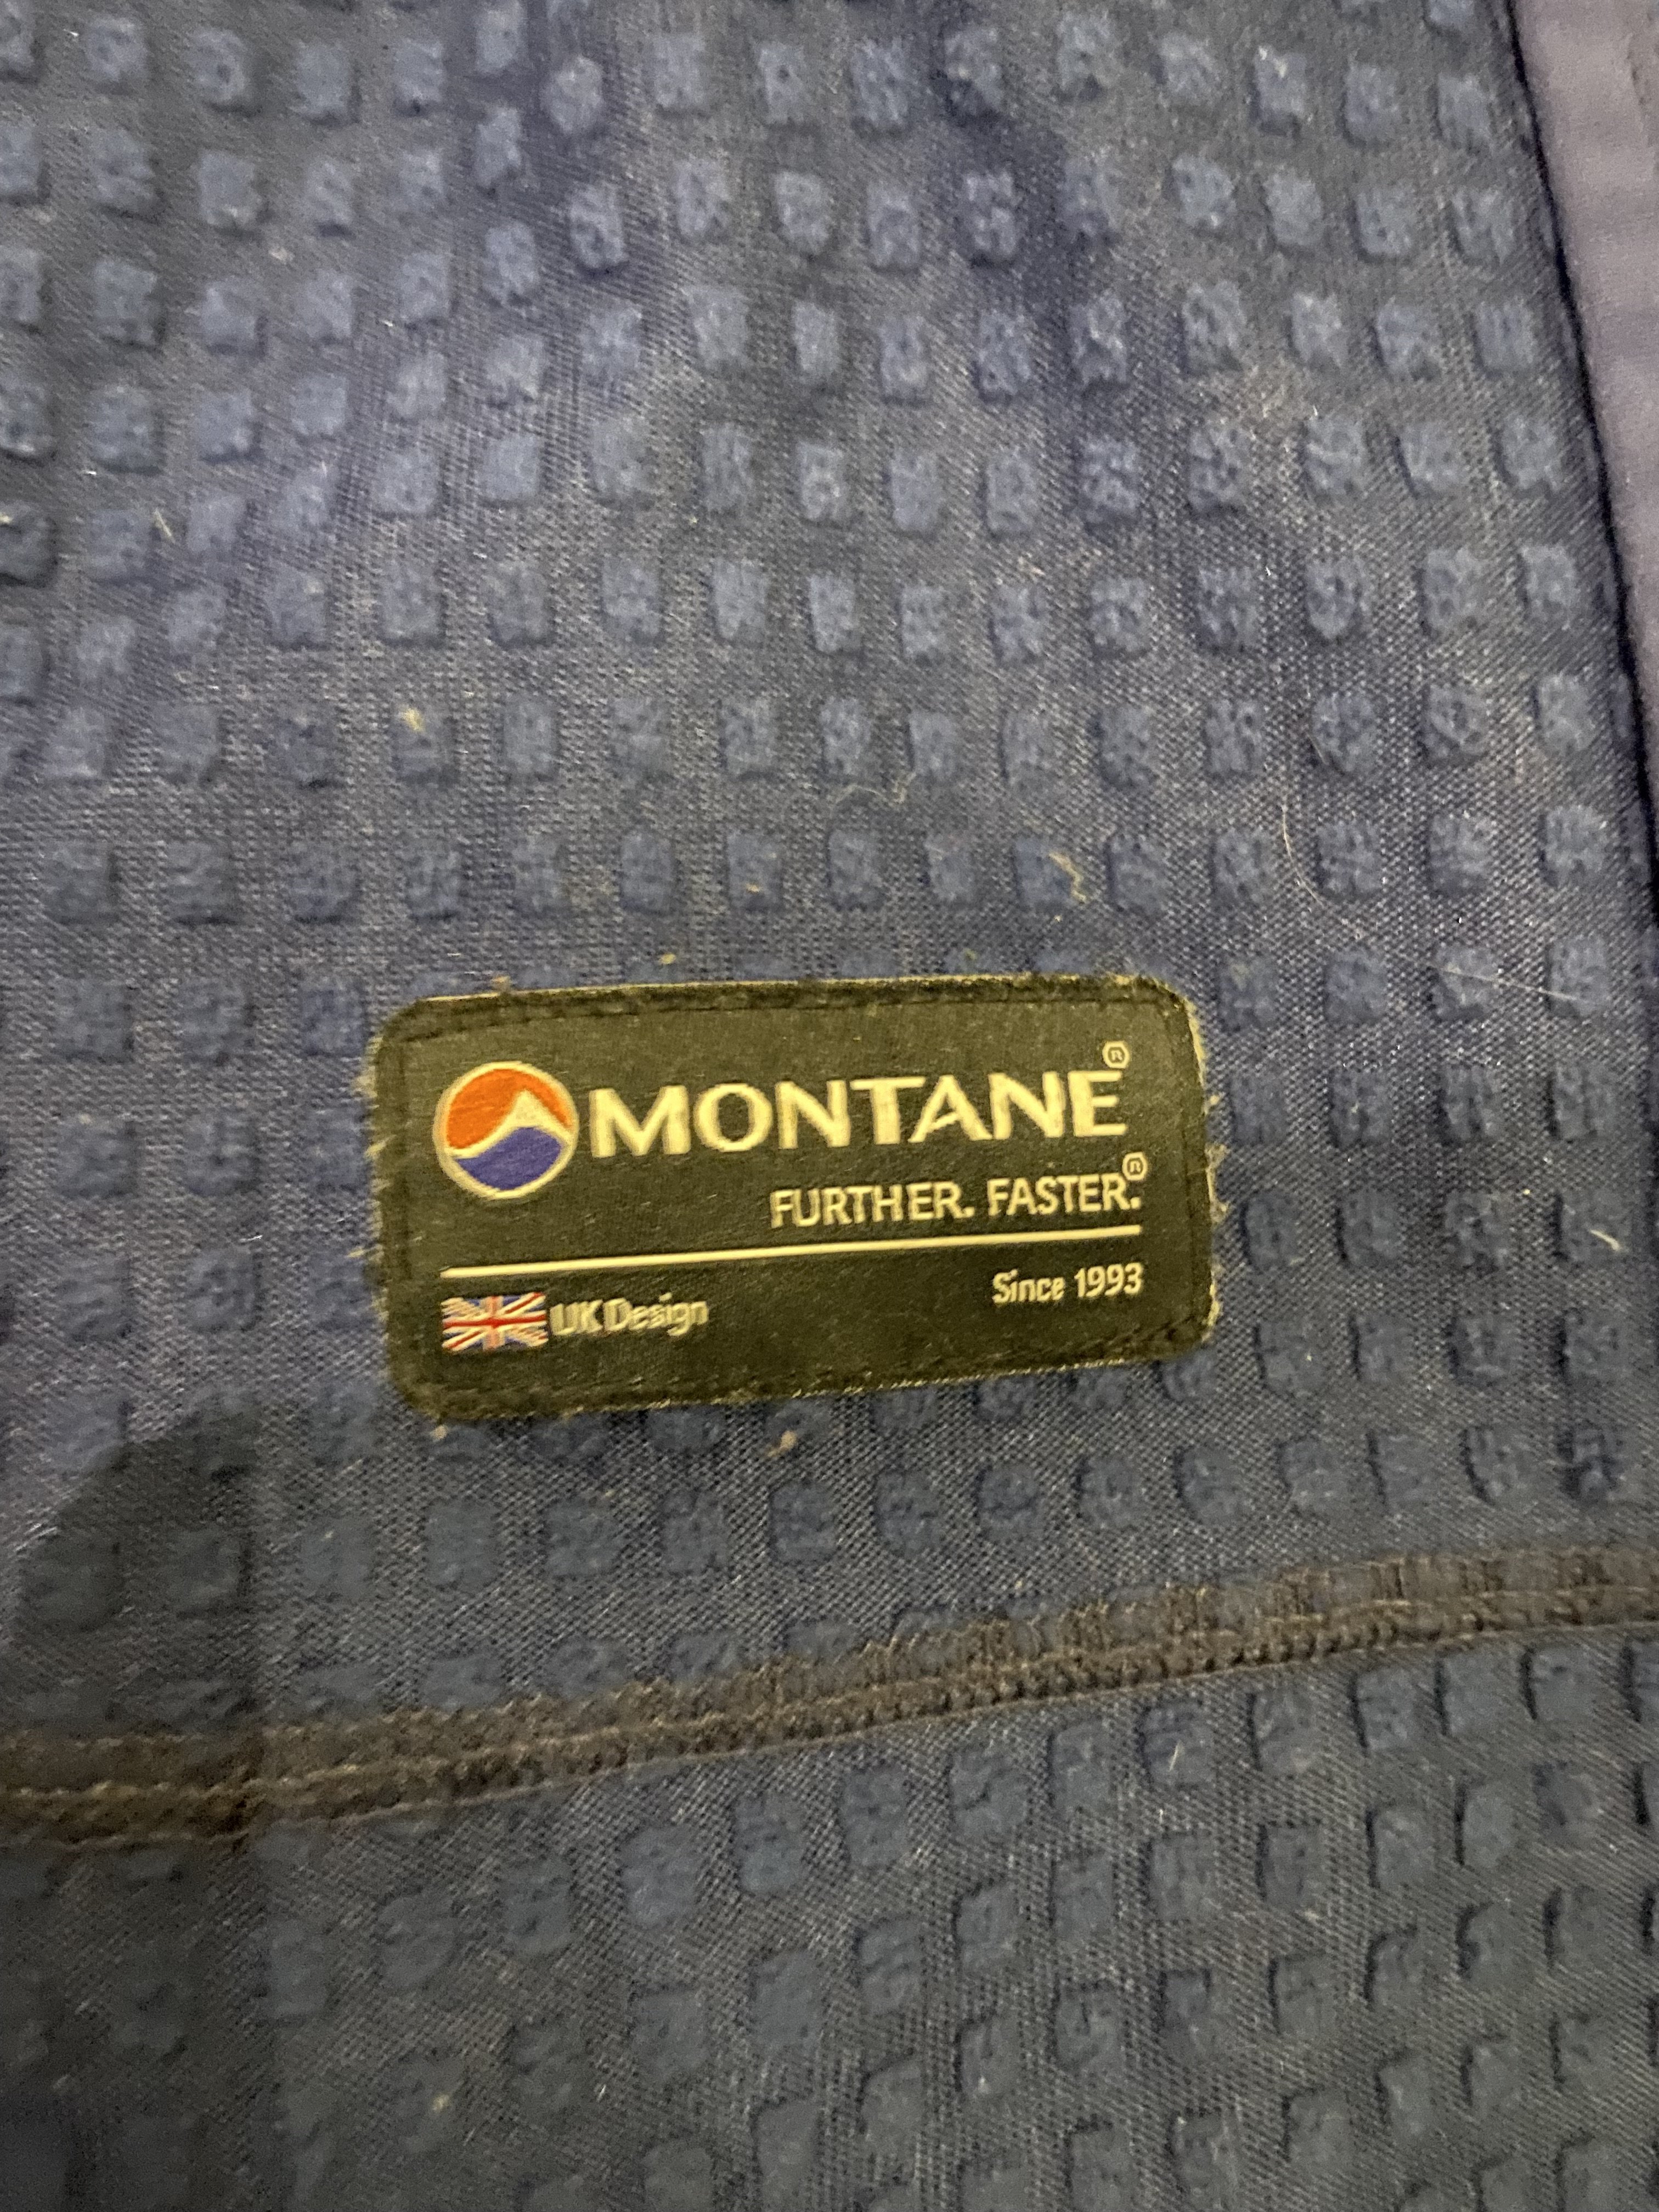 MONTANE®
FURTHER. FASTER.®
UK Design
Since 1993